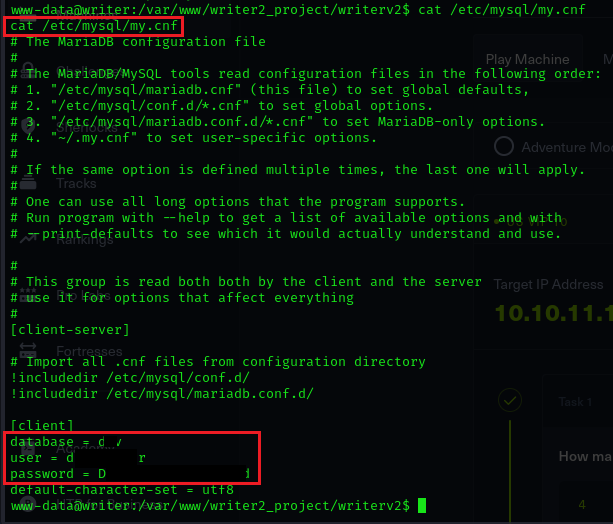 www-data@writer:/var/www/writer2_project/writerv2$ cat /etc/mysql/my.cnf
cat /etc/mysql/my.cnf
# The MariaDB configuration file
#
# The MariaDB/MySQL tools read configuration files in the following order:
# 1. "/etc/mysql/mariadb.cnf" (this file) to set global defaults,
# 2. "/etc/mysql/conf.d/*.cnf" to set global options.
# 3. "/etc/mysql/mariadb.conf.d/*.cnf" to set MariaDB-only options.
# 4. "~/.my.cnf" to set user-specific options.
#
# If the same option is defined multiple times, the last one will apply.
#
# One can use all long options that the program supports.
# Run program with --help to get a list of available options and with
# --print-defaults to see which it would actually understand and use.
#
# This group is read both both by the client and the server
# use it for options that affect everything
#
[client-server]
# Import all .cnf files from configuration directory
!includedir /etc/mysql/conf.d/
!includedir /etc/mysql/mariadb.conf.d/
[client]
database = d
user = d r
password = D d
default-character-set = utf8
www-data@writer:/var/www/writer2_project/writerv2$
Play Machine
Adventure Mo
Target IP Address
10.10.11.1
Task 1
How ma
4
Tracks
Rankings
Fortresses